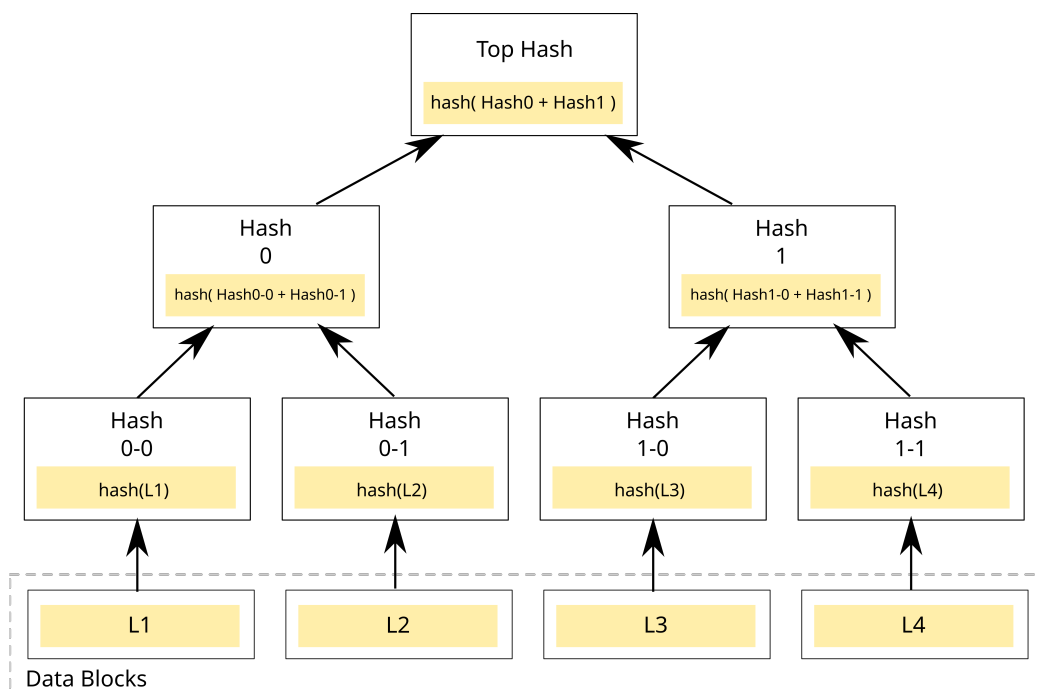 Top Hash
hash( Hash0 + Hash1 )
Hash
0
hash( Hash0-0 + Hash0-1 )
Hash
1
hash( Hash1-0 + Hash1-1 )
Hash
0-0
hash(L1)
Hash
0-1
hash(L2)
Hash
1-0
hash(L3)
Hash
1-1
hash(L4)
L1
L2
L3
L4
Data Blocks